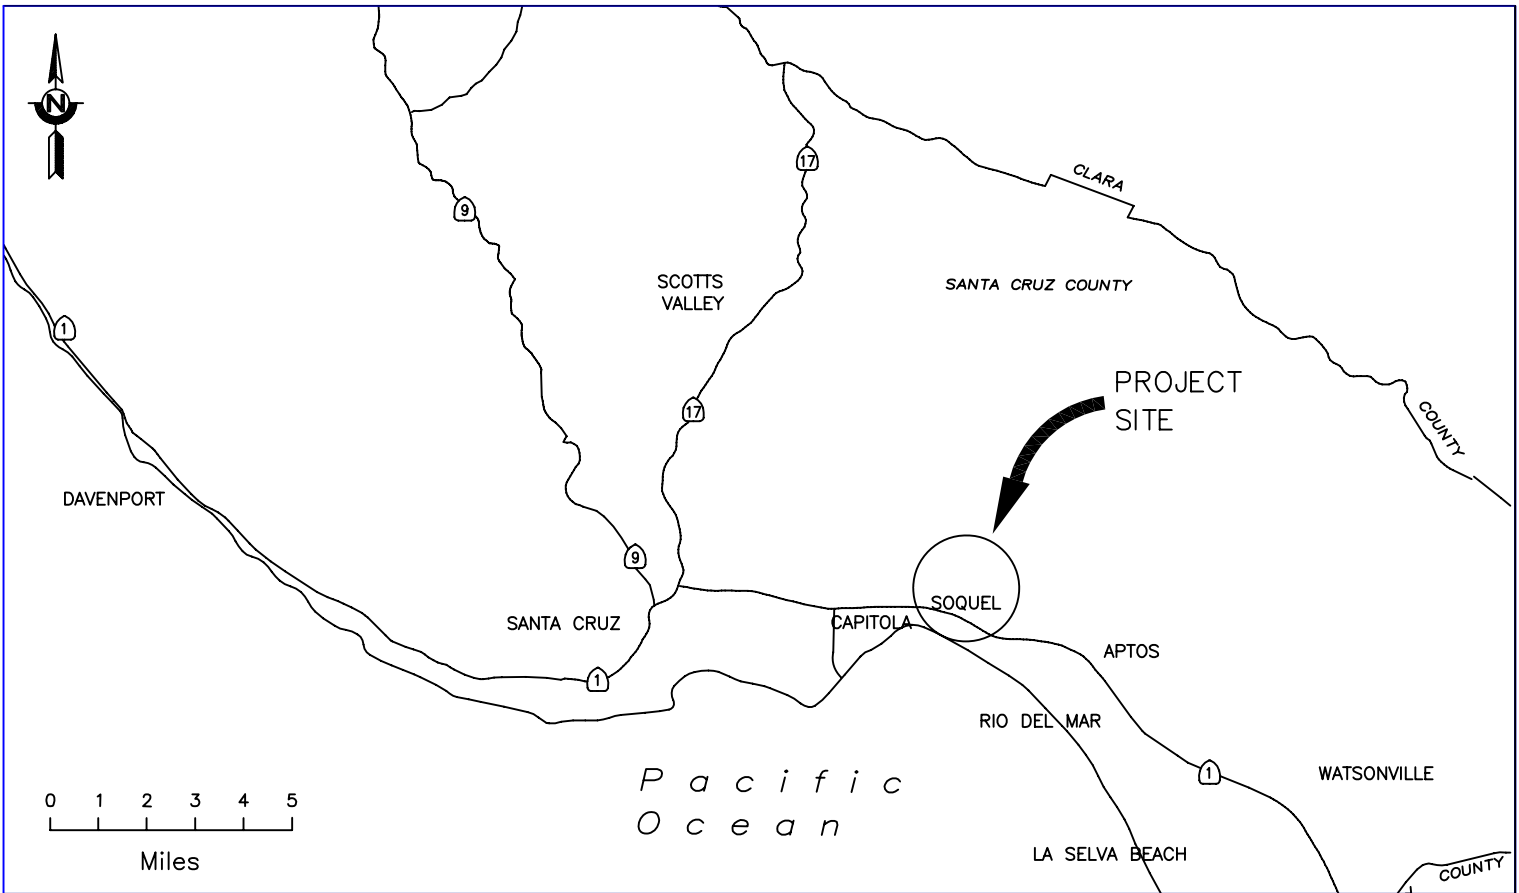 N
17
CLARA
9
SCOTTS
VALLEY
SANTA CRUZ COUNTY
1
PROJECT
SITE
17
COUNTY
DAVENPORT
9
SOQUEL
SANTA CRUZ
CAPITOLA
APTOS
1
RIO DEL MAR
1
WATSONVILLE
Pacific
Ocean
0 1 2 3 4 5
Miles
LA SELVA BEACH
COUNTY